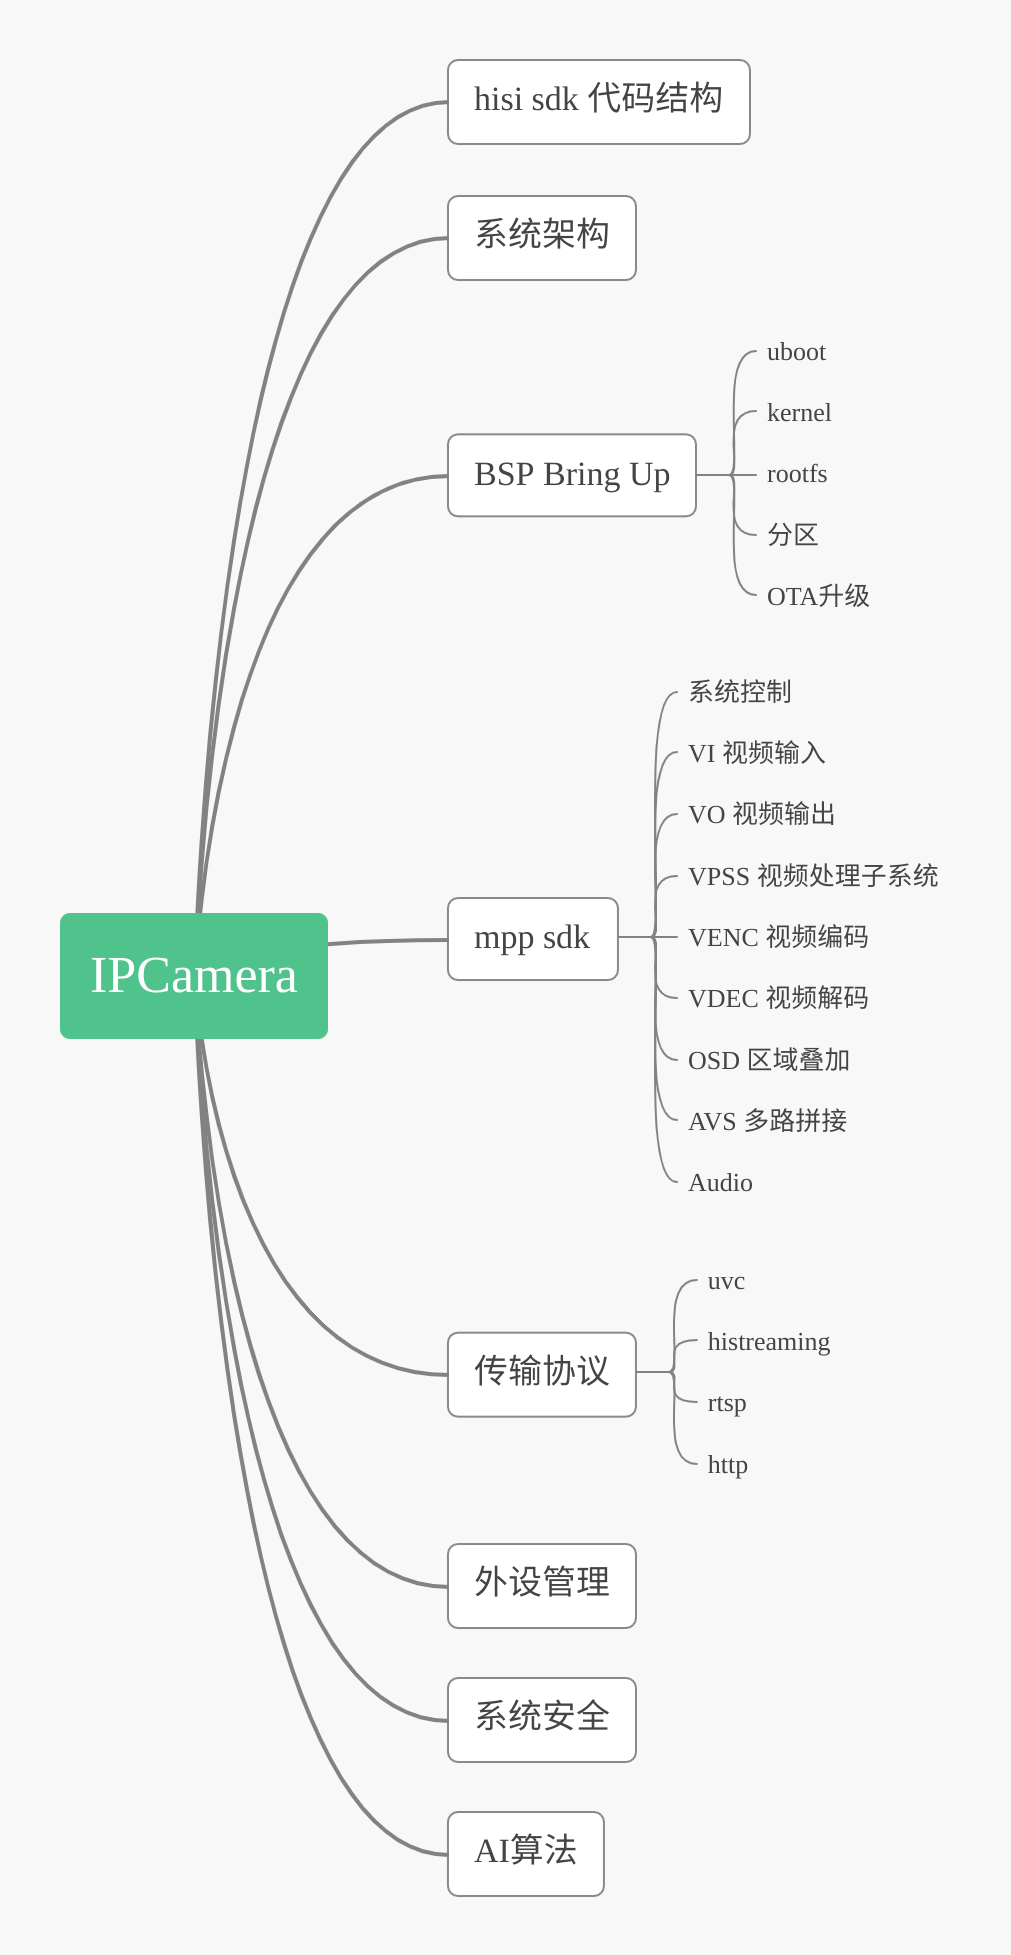 IPCamera
hisi sdk 代码结构
系统架构
BSP Bring Up
uboot
kernel
rootfs
分区
OTA升级
mpp sdk
系统控制
VI 视频输入
VO 视频输出
VPSS 视频处理子系统
VENC 视频编码
VDEC 视频解码
OSD 区域叠加
AVS 多路拼接
Audio
传输协议
uvc
histreaming
rtsp
http
外设管理
系统安全
AI算法